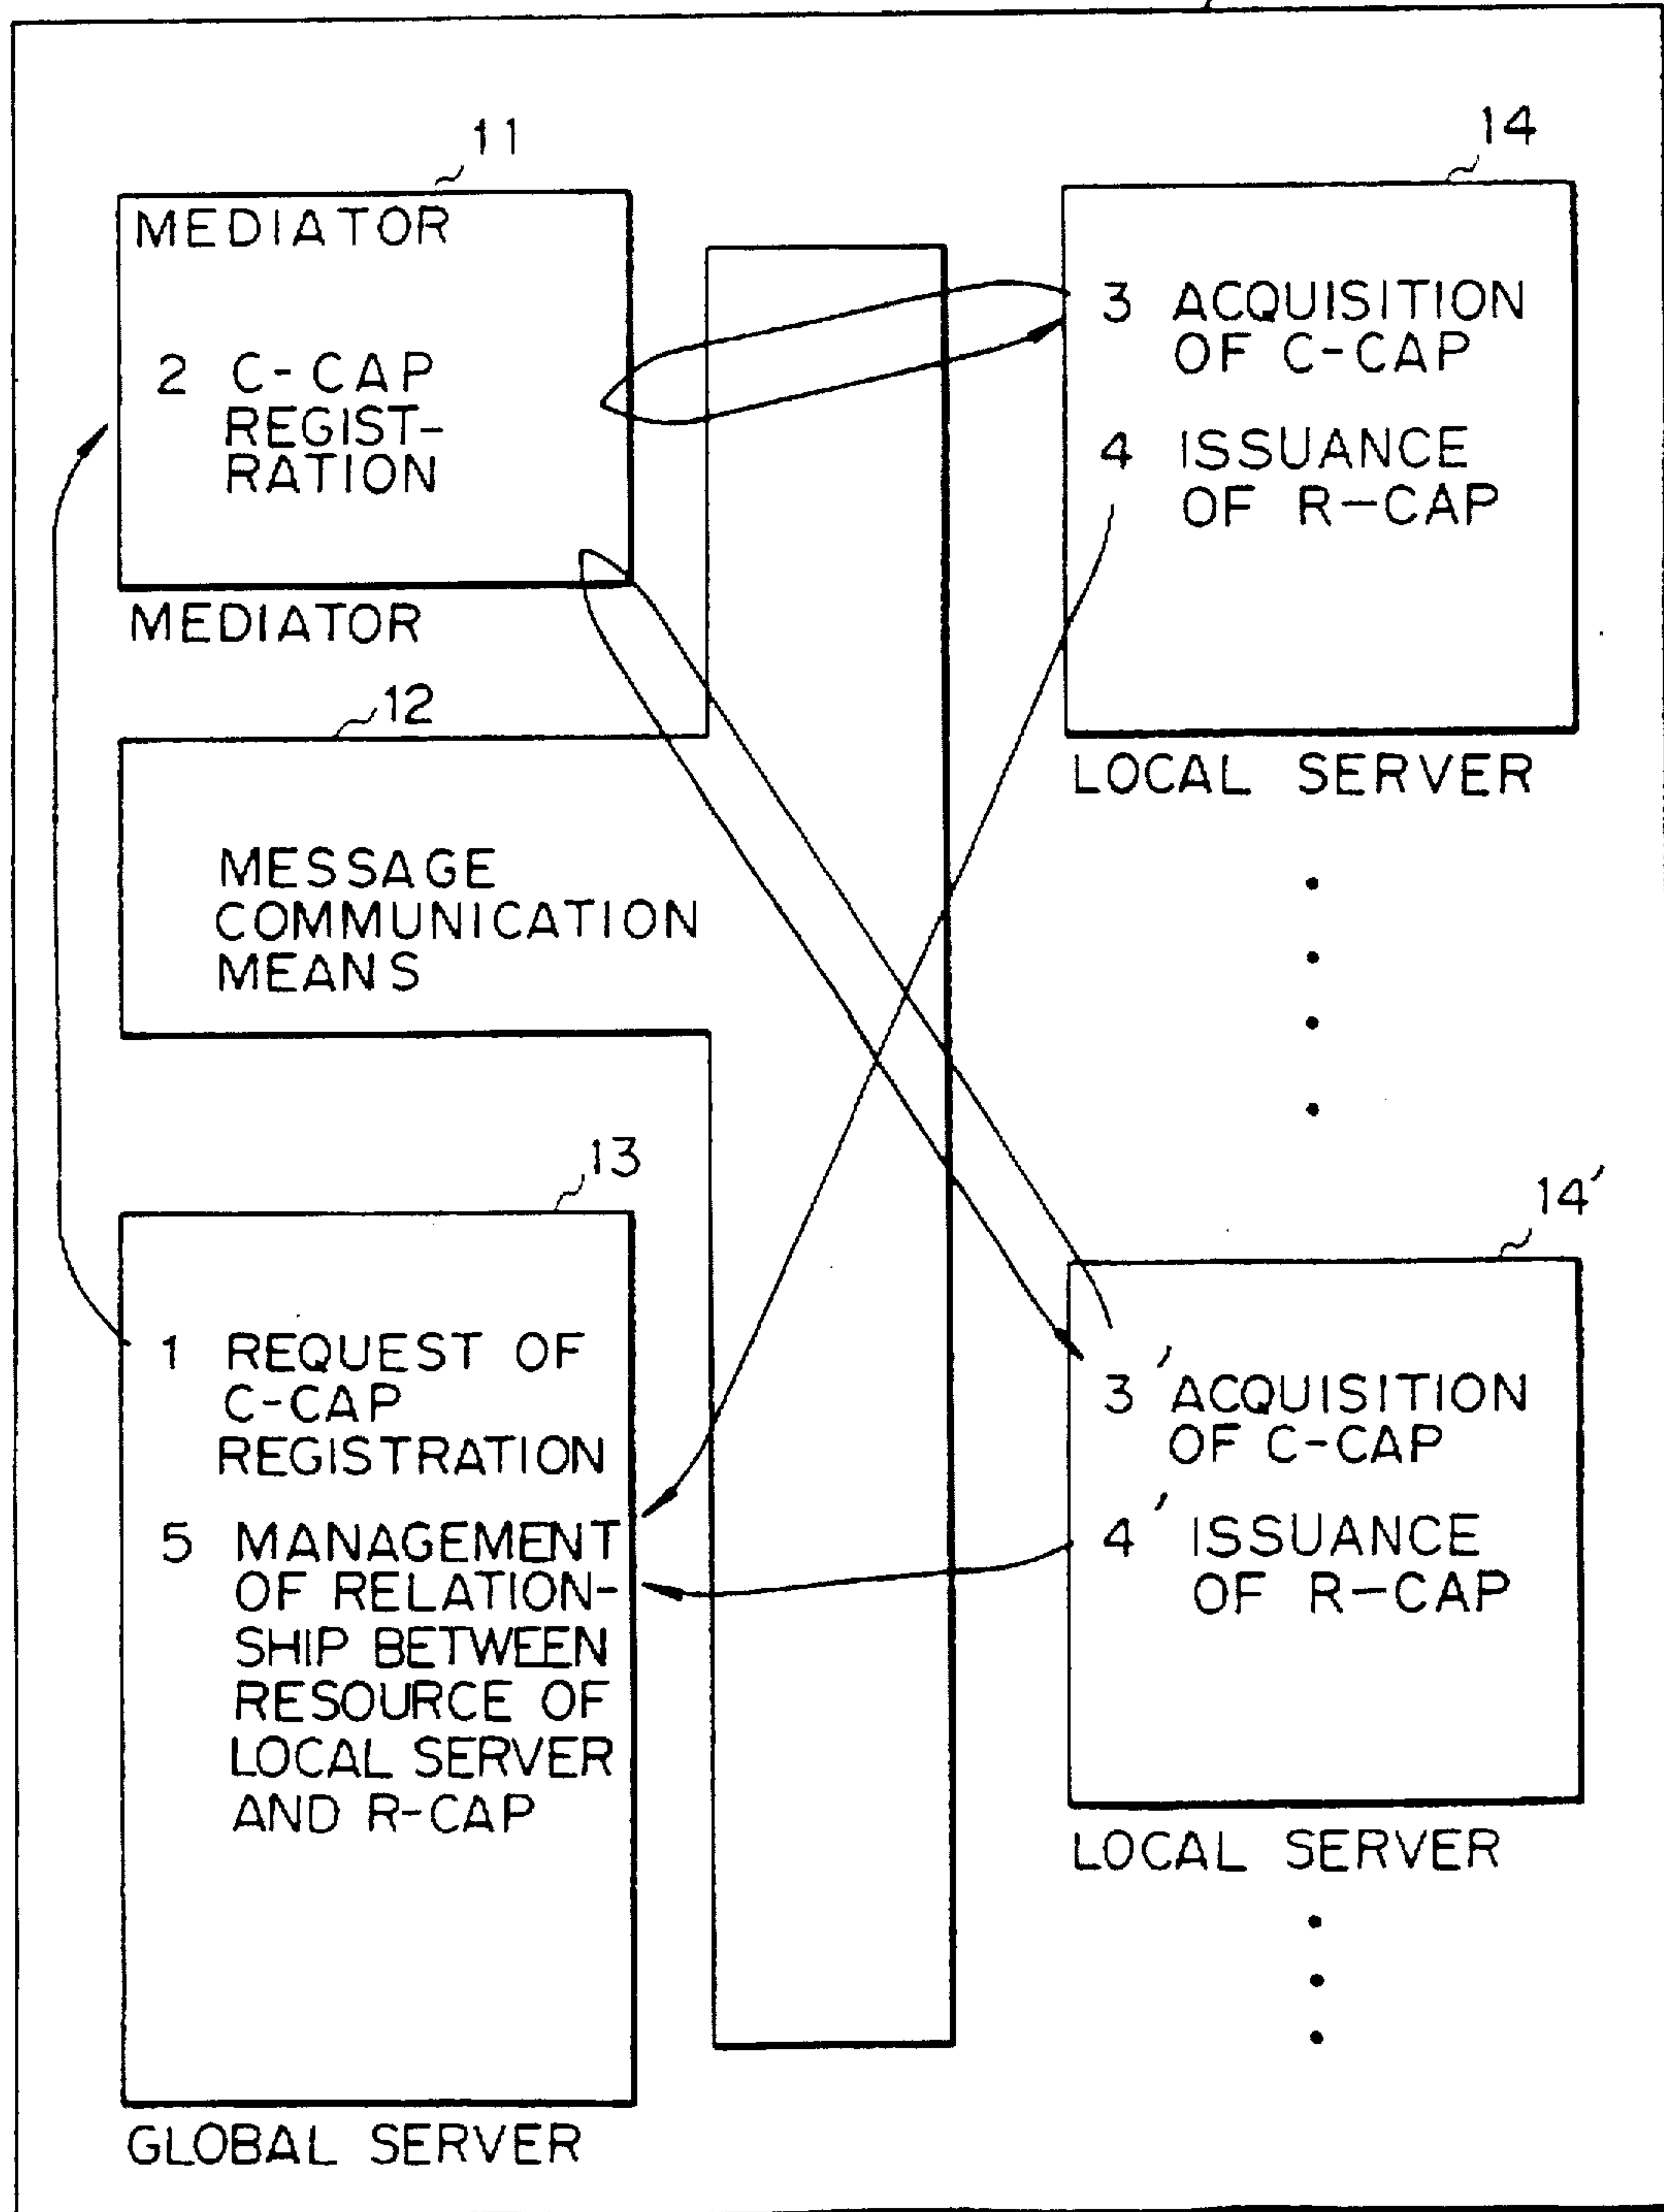 11
MEDIATOR
2 C-CAP
REGIST-
RATION
MEDIATOR
12
MESSAGE
COMMUNICATION
MEANS
13
1 REQUEST OF
C-CAP
REGISTRATION
5 MANAGEMENT
OF RELATION-
SHIP BETWEEN
RESOURCE OF
LOCAL SERVER
AND R-CAP
GLOBAL SERVER
14
3 ACQUISITION
OF C-CAP
4 ISSUANCE
OF R-CAP
LOCAL SERVER
14'
3' ACQUISITION
OF C-CAP
4' ISSUANCE
OF R-CAP
LOCAL SERVER